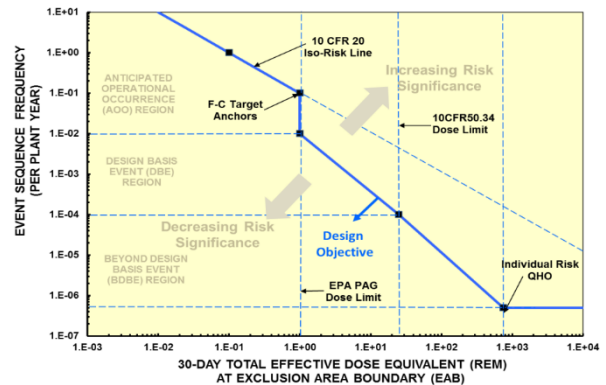 EVENT SEQUENCE FREQUENCY
(PER PLANT YEAR)
1.E+01
1.E+00
1.E-01
1.E-02
1.E-03
1.E-04
1.E-05
1.E-06
1.E-07
10 CFR 20
Iso-Risk Line
Increasing Risk
Significance
ANTICIPATED
OPERATIONAL
OCCURRENCE
(AOO) REGION
F-C Target
Anchors
10CFR50.34
Dose Limit
DESIGN BASIS
EVENT (DBE)
REGION
Decreasing Risk
Significance
Design
Objective
BEYOND DESIGN
BASIS EVENT
(BDBE) REGION
EPA PAG
Dose Limit
Individual Risk
QHO
1.E-03
1.E-02
1.E-01
1.E+00
1.E+01
1.E+02
1.E+03
1.E+04
30-DAY TOTAL EFFECTIVE DOSE EQUIVALENT (REM)
AT EXCLUSION AREA BOUNDARY (EAB)